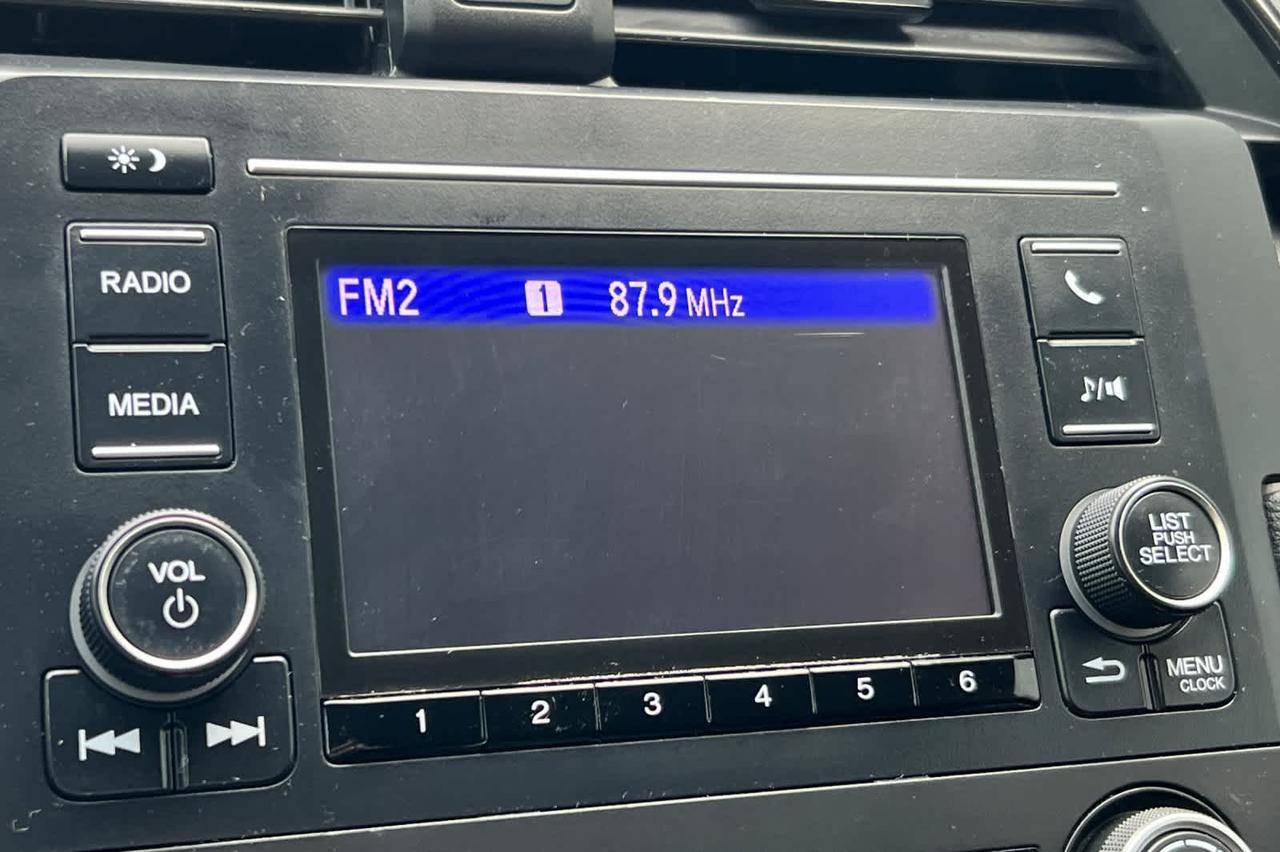 RADIO
MEDIA
FM2 1 87.9 MHz
VOL
LIST
PUSH
SELECT
MENU
CLOCK
1 2 3 4 5 6